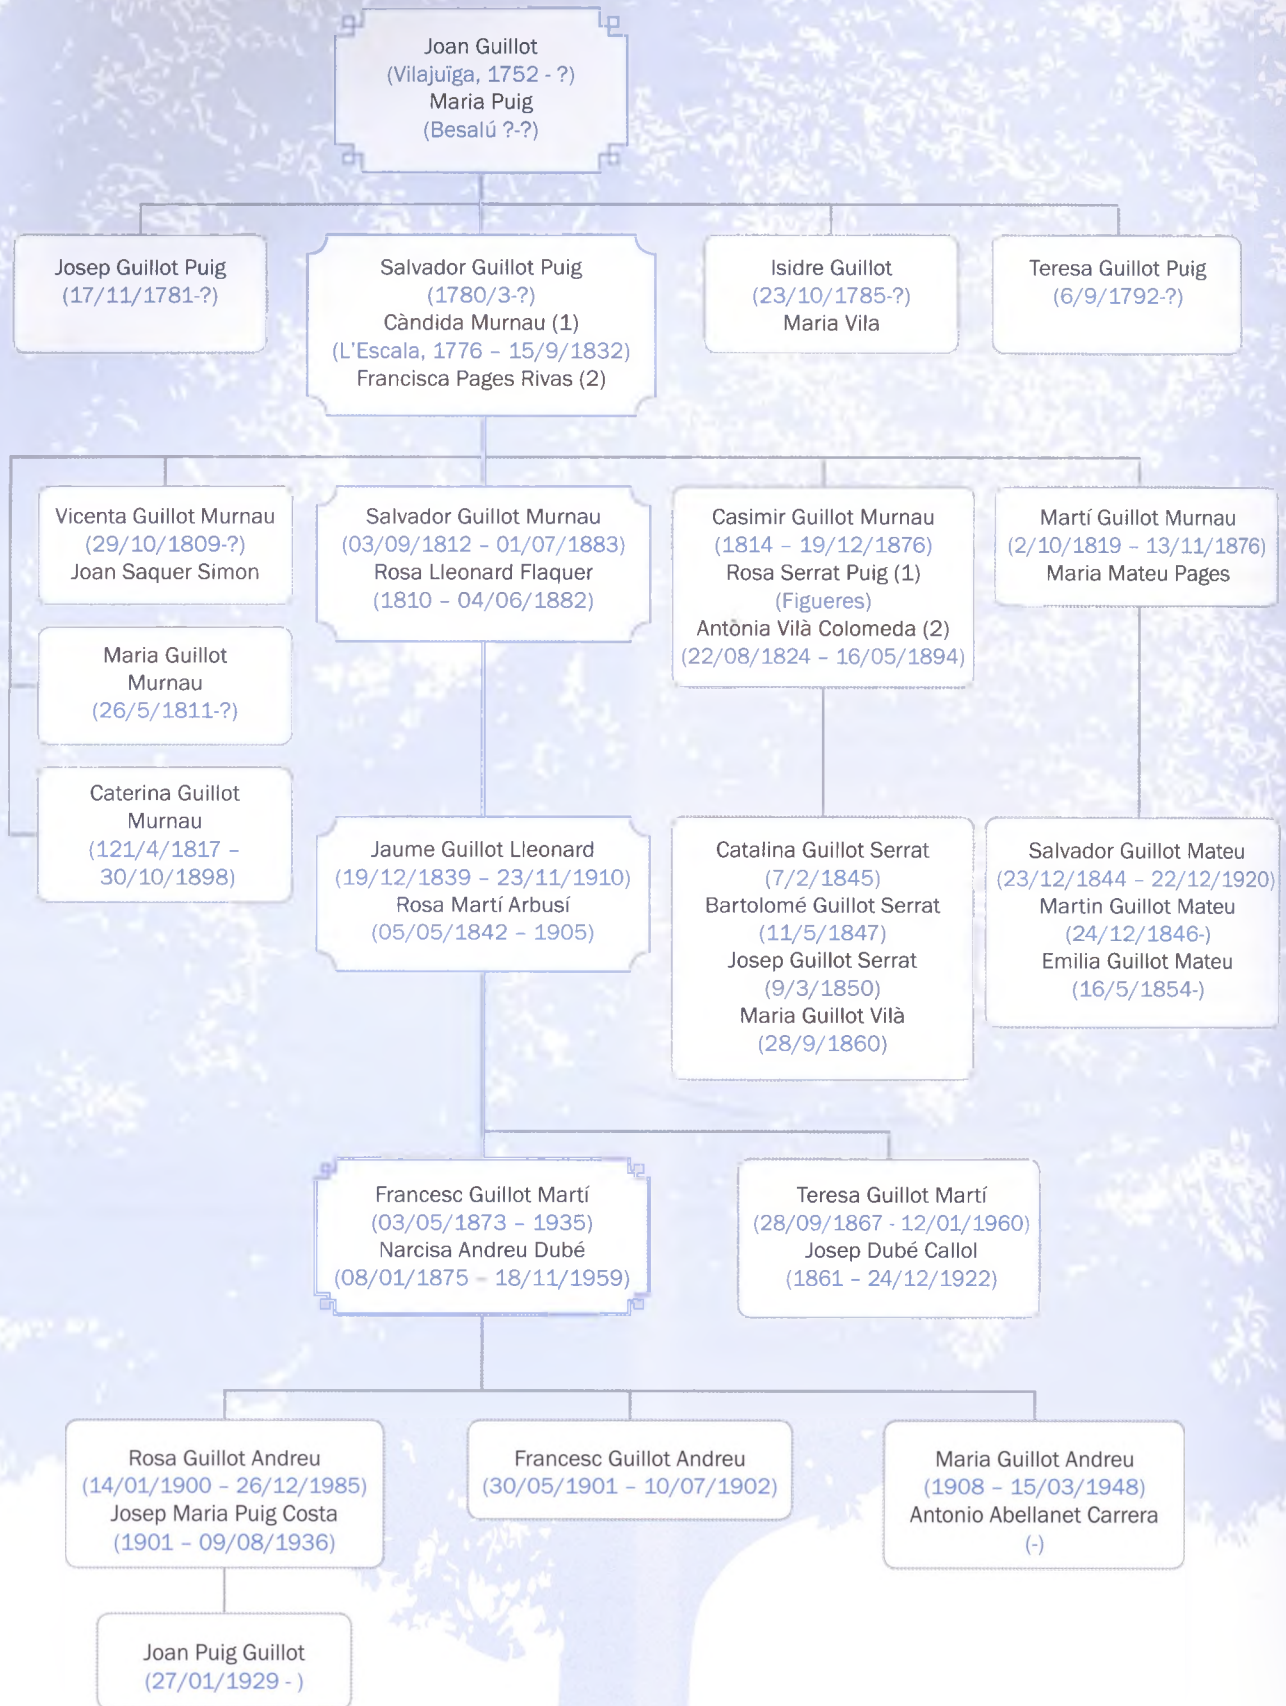 Joan Guillot
(Vilajuïga, 1752 - ?)
Maria Puig
(Besalú ?-?)
Josep Guillot Puig
(17/11/1781-?)
Salvador Guillot Puig
(1780/3-?)
Càndida Murnau (1)
(L'Escala, 1776 – 15/9/1832)
Francisca Pages Rivas (2)
Isidre Guillot
(23/10/1785-?)
Maria Vila
Teresa Guillot Puig
(6/9/1792-?)
Vicenta Guillot Murnau
(29/10/1809-?)
Joan Saquer Simon
Maria Guillot
Murnau
(26/5/1811-?)
Caterina Guillot
Murnau
(121/4/1817 –
30/10/1898)
Salvador Guillot Murnau
(03/09/1812 – 01/07/1883)
Rosa Lleonard Flaquer
(1810 – 04/06/1882)
Casimir Guillot Murnau
(1814 – 19/12/1876)
Rosa Serrat Puig (1)
(Figueres)
Antònia Vilà Colomeda (2)
(22/08/1824 – 16/05/1894)
Martí Guillot Murnau
(2/10/1819 – 13/11/1876)
Maria Mateu Pages
Jaume Guillot Lleonard
(19/12/1839 – 23/11/1910)
Rosa Martí Arbusí
(05/05/1842 – 1905)
Catalina Guillot Serrat
(7/2/1845)
Bartolomé Guillot Serrat
(11/5/1847)
Josep Guillot Serrat
(9/3/1850)
Maria Guillot Vilà
(28/9/1860)
Salvador Guillot Mateu
(23/12/1844 – 22/12/1920)
Martin Guillot Mateu
(24/12/1846-)
Emilia Guillot Mateu
(16/5/1854-)
Francesc Guillot Martí
(03/05/1873 – 1935)
Narcisa Andreu Dubé
(08/01/1875 – 18/11/1959)
Teresa Guillot Martí
(28/09/1867 - 12/01/1960)
Josep Dubé Callol
(1861 – 24/12/1922)
Rosa Guillot Andreu
(14/01/1900 – 26/12/1985)
Josep Maria Puig Costa
(1901 – 09/08/1936)
Francesc Guillot Andreu
(30/05/1901 – 10/07/1902)
Maria Guillot Andreu
(1908 – 15/03/1948)
Antonio Abellanet Carrera
(-)
Joan Puig Guillot
(27/01/1929 - )